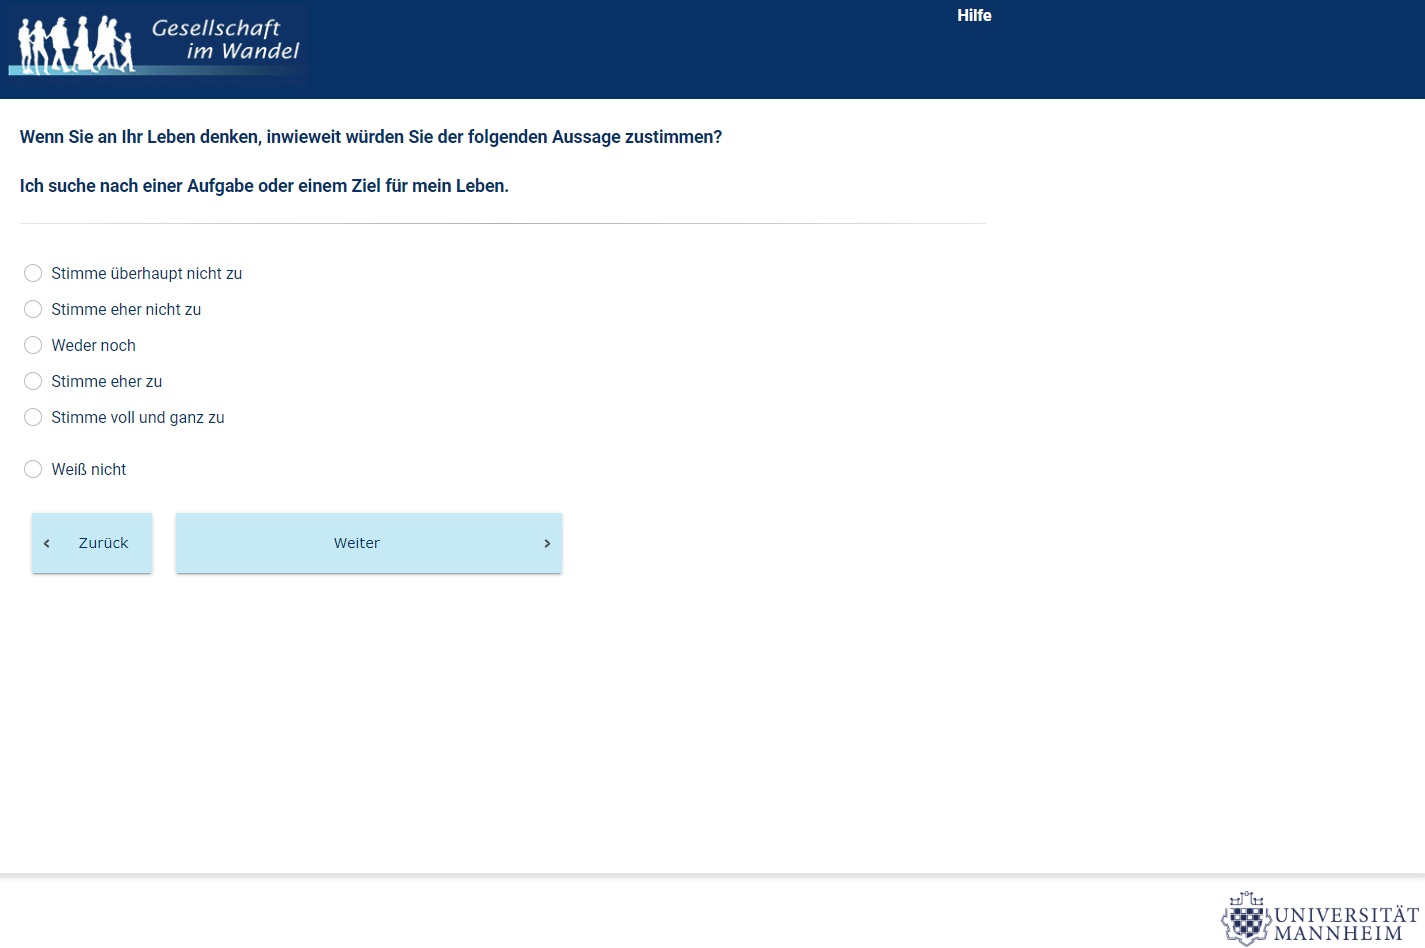 Gesellschaft
im Wandel
Hilfe
Wenn Sie an Ihr Leben denken, inwieweit würden Sie der folgenden Aussage zustimmen?
Ich suche nach einer Aufgabe oder einem Ziel für mein Leben.
Stimme überhaupt nicht zu
Stimme eher nicht zu
Weder noch
Stimme eher zu
Stimme voll und ganz zu
Weiß nicht
Zurück
Weiter
UNIVERSITÄT
MANNHEIM